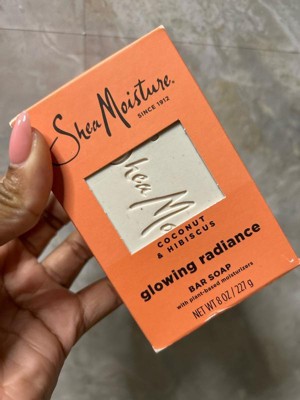 SheaMoisture.
SINCE 1912
Shea
Mo
COCONUT
& HIBISCUS
glowing radiance
BAR SOAP
with plant-based moisturizers
NET WT 8 OZ / 227 g